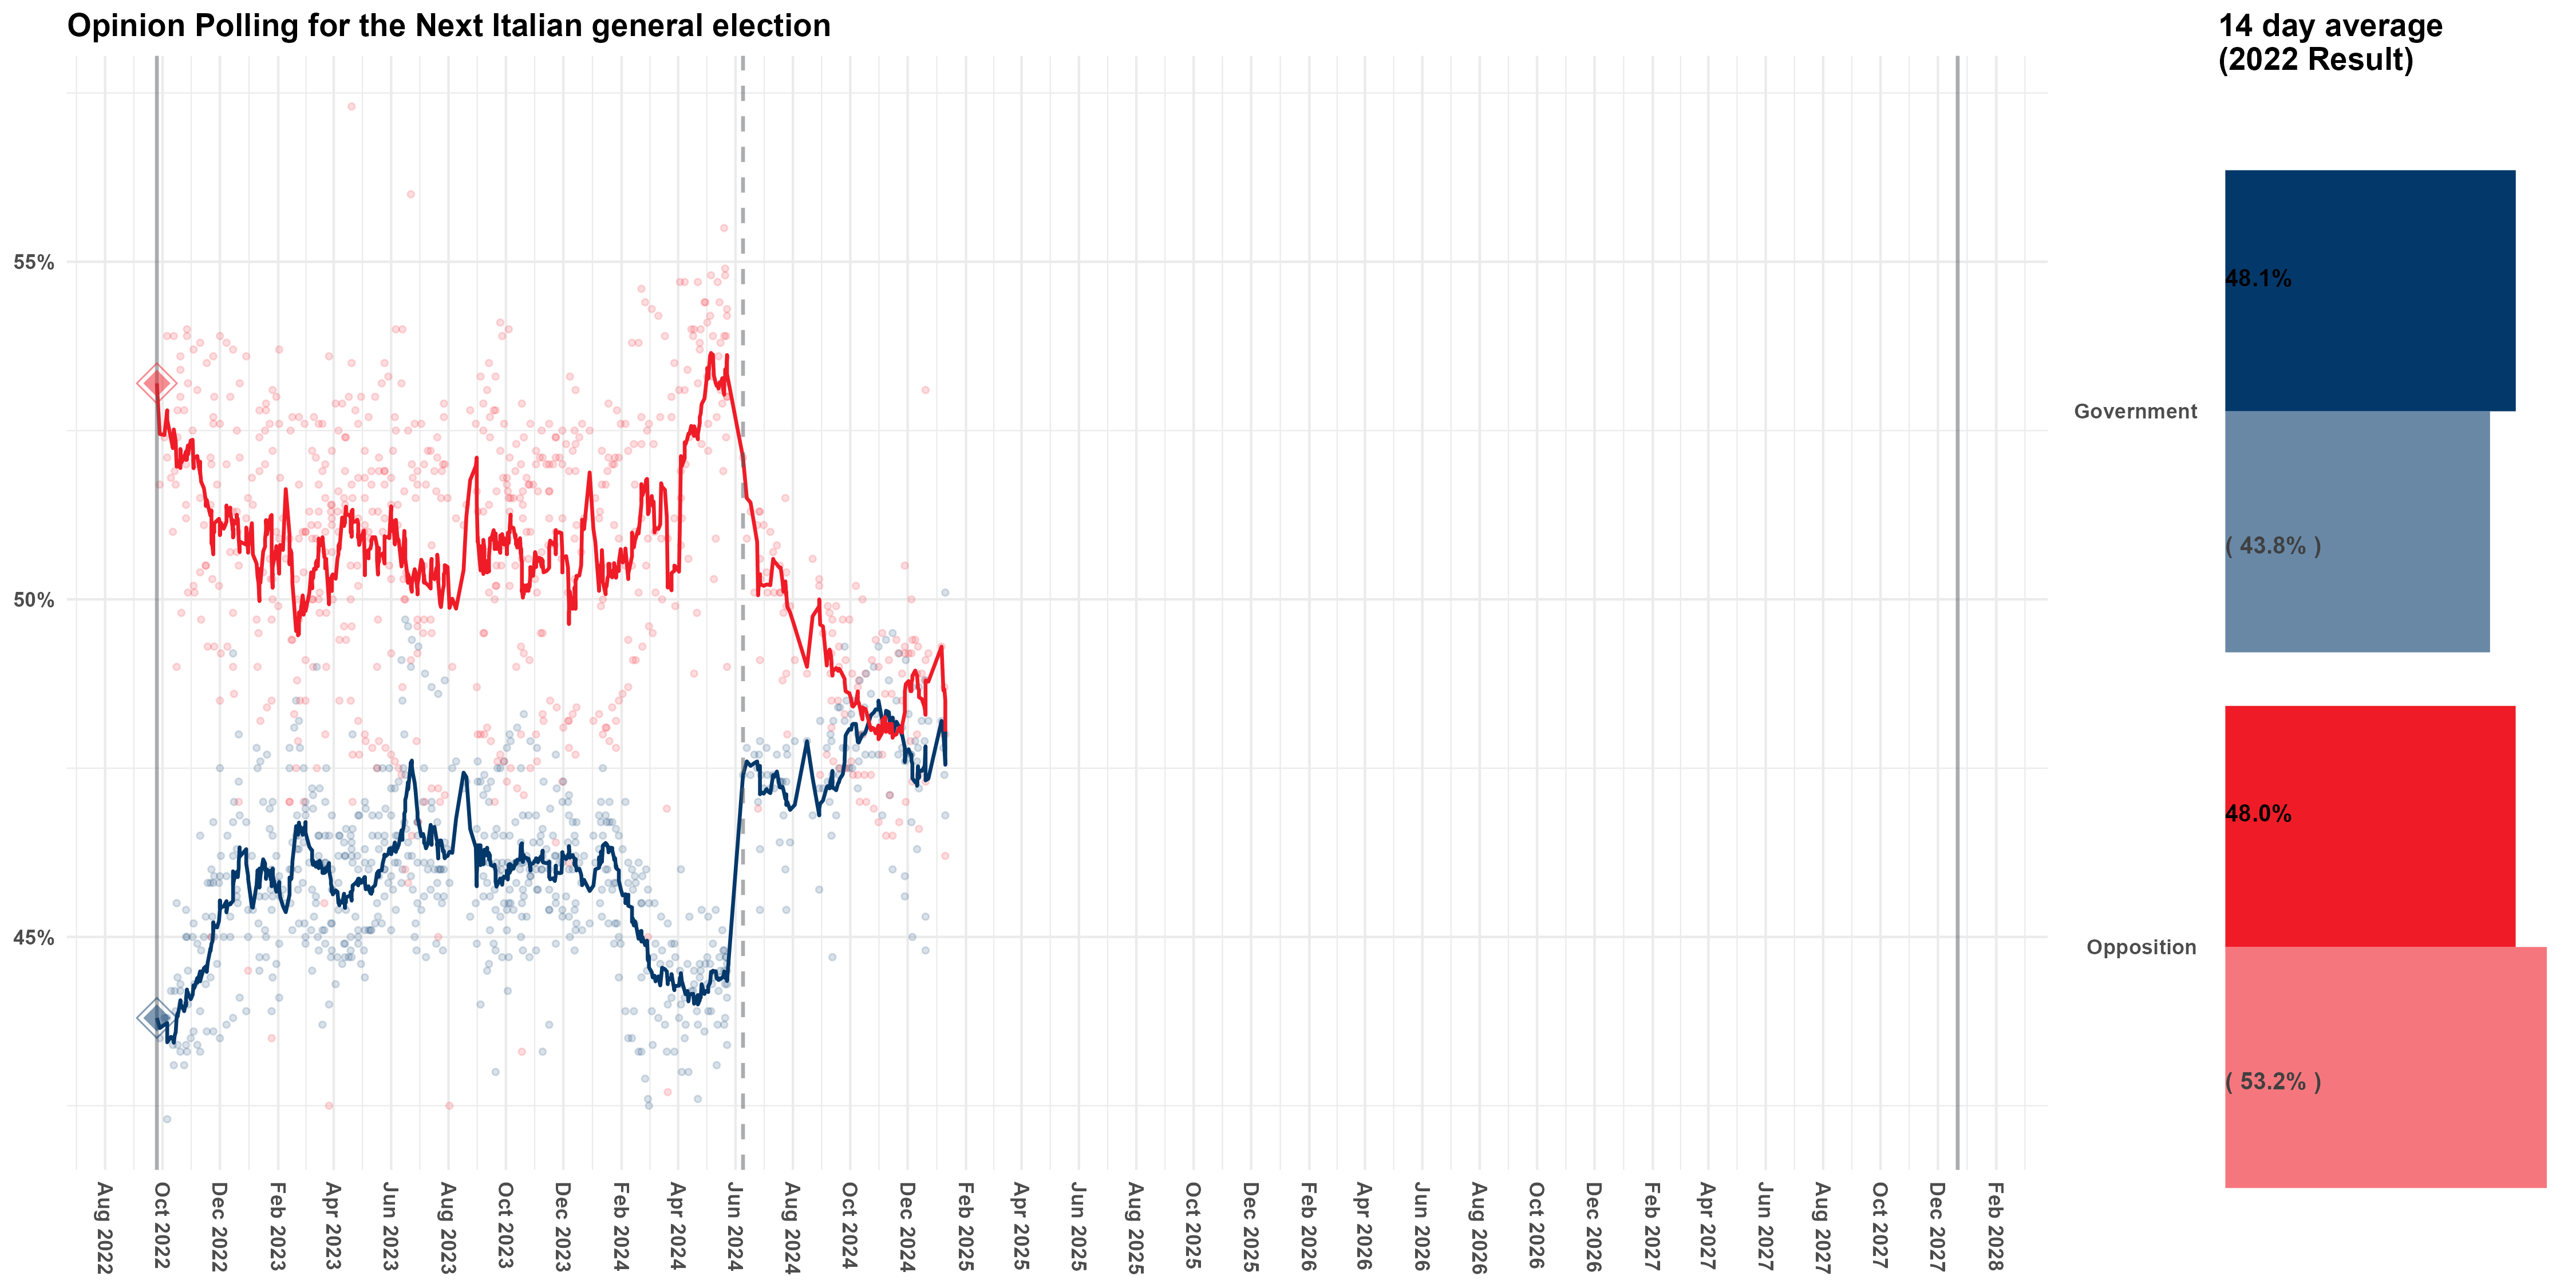 Opinion Polling for the Next Italian general election
14 day average
(2022 Result)
55%
50%
45%
Aug 2022
Oct 2022
Dec 2022
Feb 2023
Apr 2023
Jun 2023
Aug 2023
Oct 2023
Dec 2023
Feb 2024
Apr 2024
Jun 2024
Aug 2024
Oct 2024
Dec 2024
Feb 2025
Apr 2025
Jun 2025
Aug 2025
Oct 2025
Dec 2025
Feb 2026
Apr 2026
Jun 2026
Aug 2026
Oct 2026
Dec 2026
Feb 2027
Apr 2027
Jun 2027
Aug 2027
Oct 2027
Dec 2027
Feb 2028
Government
48.1%
( 43.8% )
Opposition
48.0%
( 53.2% )